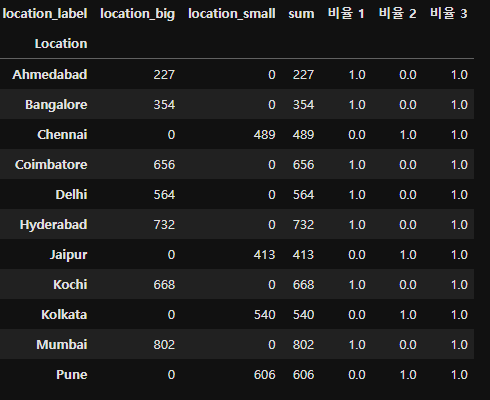 location_label location_big location_small sum 비율 1 비율 2 비율 3
Location
Ahmedabad 227 0 227 1.0 0.0 1.0
Bangalore 354 0 354 1.0 0.0 1.0
Chennai 0 489 489 0.0 1.0 1.0
Coimbatore 656 0 656 1.0 0.0 1.0
Delhi 564 0 564 1.0 0.0 1.0
Hyderabad 732 0 732 1.0 0.0 1.0
Jaipur 0 413 413 0.0 1.0 1.0
Kochi 668 0 668 1.0 0.0 1.0
Kolkata 0 540 540 0.0 1.0 1.0
Mumbai 802 0 802 1.0 0.0 1.0
Pune 0 606 606 0.0 1.0 1.0